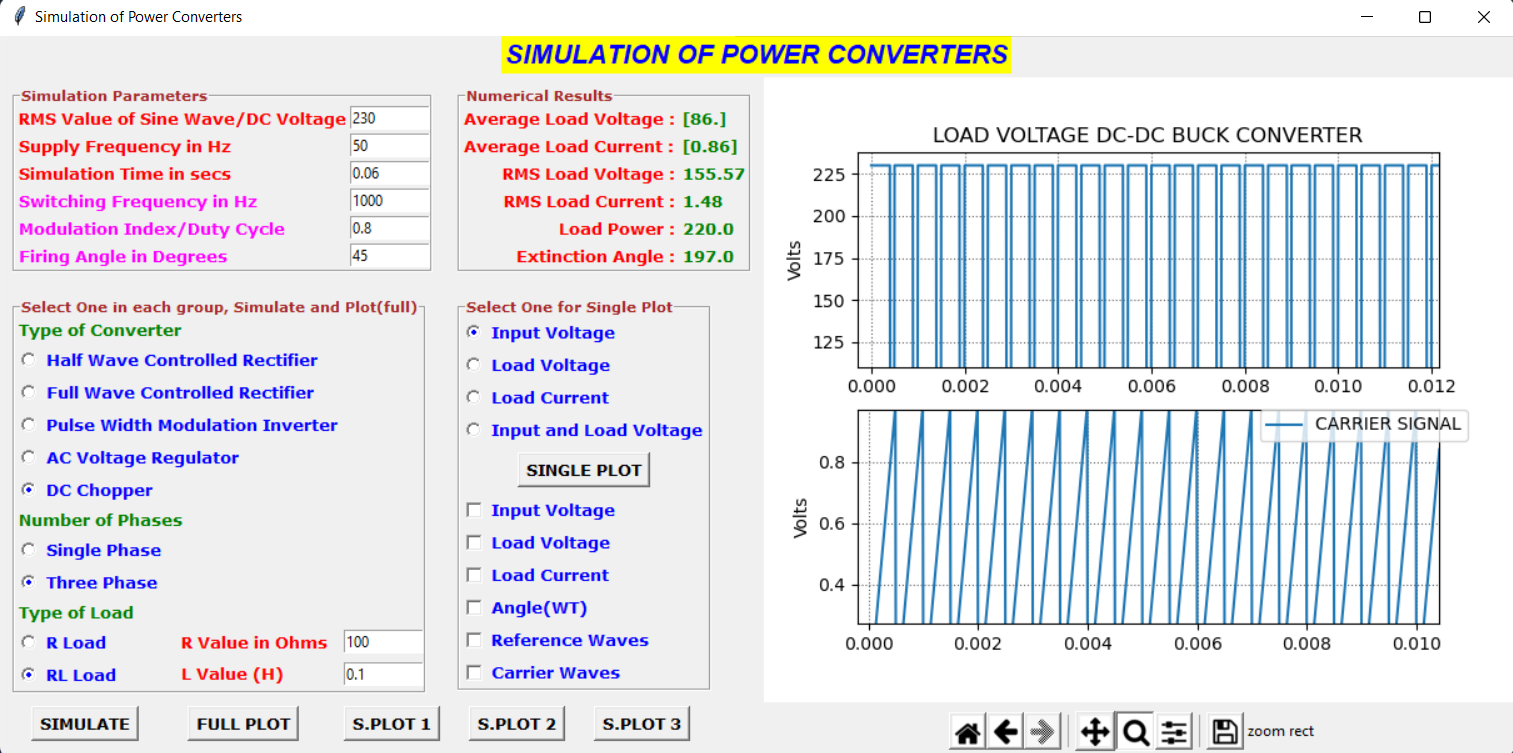 Simulation of Power Converters
SIMULATION OF POWER CONVERTERS
Simulation Parameters
RMS Value of Sine Wave/DC Voltage 230
Supply Frequency in Hz 50
Simulation Time in secs 0.06
Switching Frequency in Hz 1000
Modulation Index/Duty Cycle 0.8
Firing Angle in Degrees 45
Numerical Results
Average Load Voltage : [86.]
Average Load Current : [0.86]
RMS Load Voltage : 155.57
RMS Load Current : 1.48
Load Power : 220.0
Extinction Angle : 197.0
Select One in each group, Simulate and Plot(full)
Type of Converter
Half Wave Controlled Rectifier
Full Wave Controlled Rectifier
Pulse Width Modulation Inverter
AC Voltage Regulator
DC Chopper
Number of Phases
Single Phase
Three Phase
Type of Load
R Load R Value in Ohms 100
RL Load L Value (H) 0.1
Select One for Single Plot
Input Voltage
Load Voltage
Load Current
Input and Load Voltage
SINGLE PLOT
Input Voltage
Load Voltage
Load Current
Angle(WT)
Reference Waves
Carrier Waves
SIMULATE FULL PLOT S.PLOT 1 S.PLOT 2 S.PLOT 3
LOAD VOLTAGE DC-DC BUCK CONVERTER
Volts
225
200
175
150
125
0.000 0.002 0.004 0.006 0.008 0.010 0.012
CARRIER SIGNAL
Volts
0.8
0.6
0.4
0.000 0.002 0.004 0.006 0.008 0.010
zoom rect